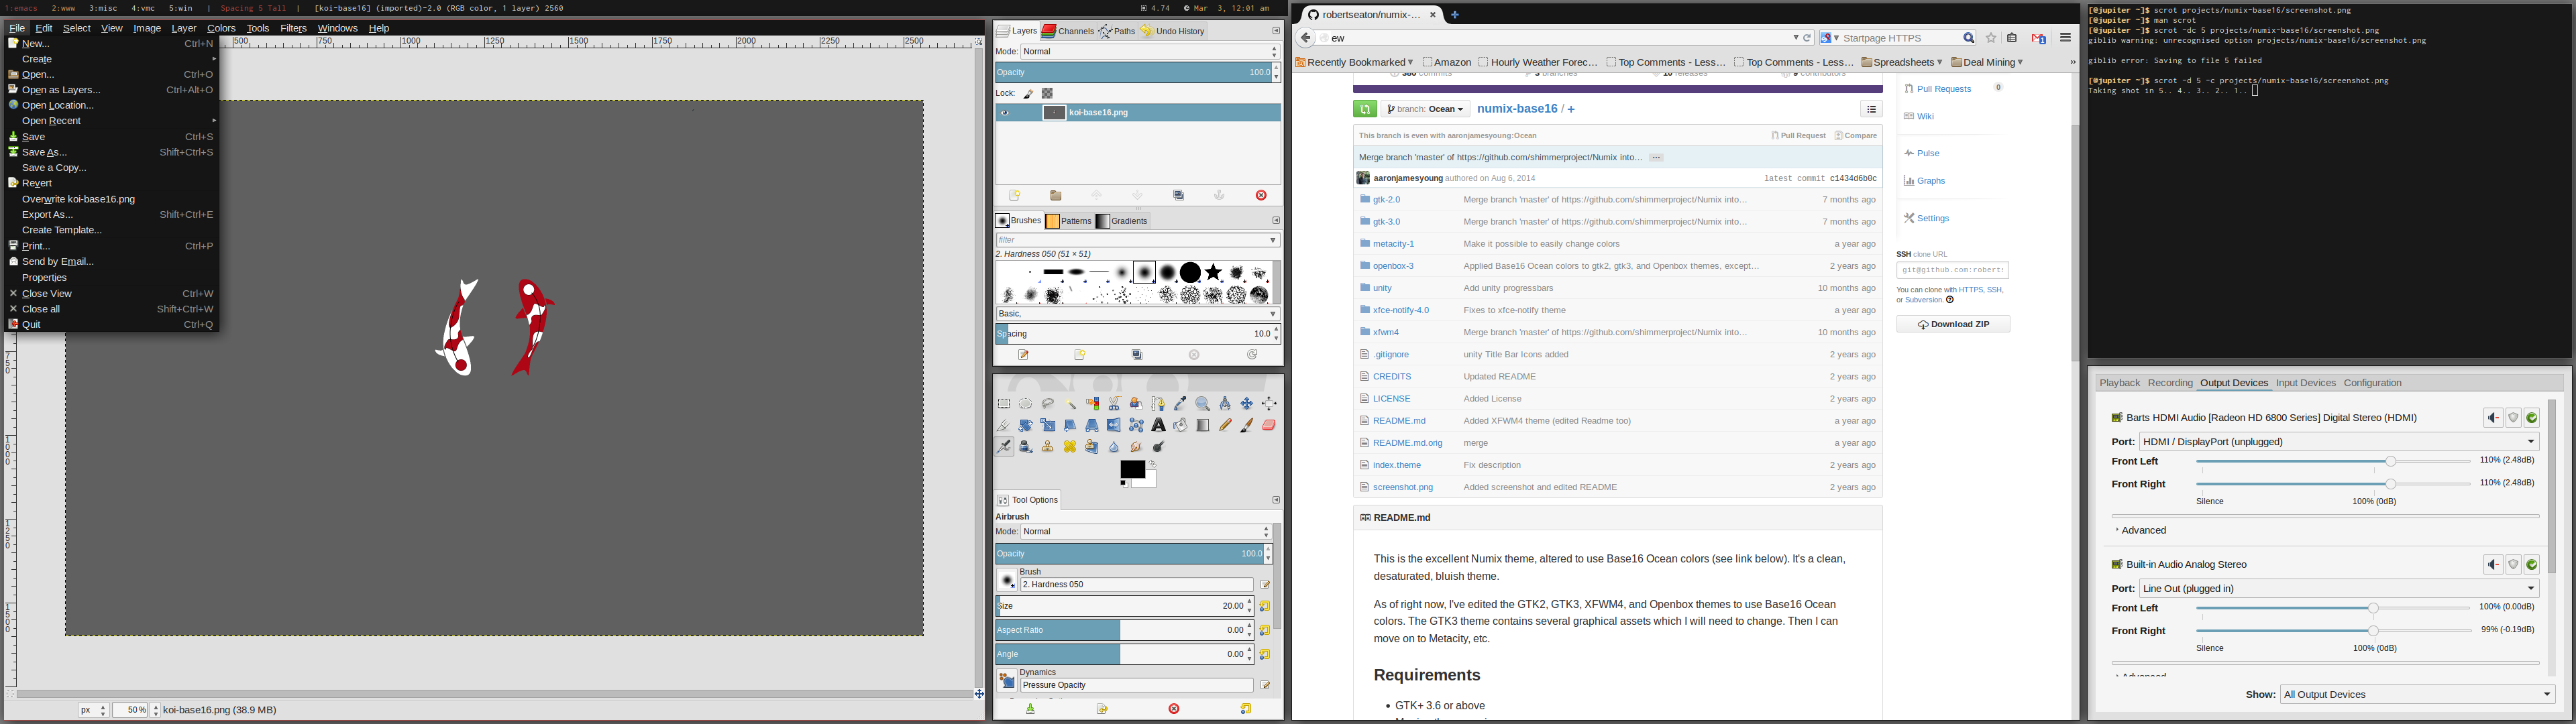 1:emacs 2:www 3:misc 4:vmc 5:win | Spacing 5 Tall | [koi-base16] (imported)-2.0 (RGB color, 1 layer) 2560
4.74 Mar 3, 12:01 am
File Edit Select View Image Layer Colors Tools Filters Windows Help
New... Ctrl+N
Create
Open... Ctrl+O
Open as Layers... Ctrl+Alt+O
Open Location...
Open Recent
Save Ctrl+S
Save As... Shift+Ctrl+S
Save a Copy...
Revert
Overwrite koi-base16.png
Export As... Shift+Ctrl+E
Create Template...
Print... Ctrl+P
Send by Email...
Properties
Close View Ctrl+W
Close all Shift+Ctrl+W
Quit Ctrl+Q
500 750 1000 1250 1500 1750 2000 2250 2500
750
1000
1250
1500
px 50 % koi-base16.png (38.9 MB)
Layers Channels Paths Undo History
Mode: Normal
Opacity 100.0
Lock:
koi-base16.png
Brushes Patterns Gradients
filter
2. Hardness 050 (51 × 51)
Basic,
Spacing 10.0
Tool Options
Airbrush
Mode: Normal
Opacity 100.0
Brush
2. Hardness 050
Size 20.00
Aspect Ratio 0.00
Angle 0.00
Dynamics
Pressure Opacity
robertseaton/numix-...
ew
Startpage HTTPS
Recently Bookmarked Amazon Hourly Weather Forec... Top Comments - Less... Top Comments - Less... Spreadsheets Deal Mining
branch: Ocean numix-base16 / +
This branch is even with aaronjamesyoung:Ocean Pull Request Compare
Merge branch 'master' of https://github.com/shimmerproject/Numix into...
aaronjamesyoung authored on Aug 6, 2014 latest commit c1434d6b0c
gtk-2.0 Merge branch 'master' of https://github.com/shimmerproject/Numix into... 7 months ago
gtk-3.0 Merge branch 'master' of https://github.com/shimmerproject/Numix into... 7 months ago
metacity-1 Make it possible to easily change colors a year ago
openbox-3 Applied Base16 Ocean colors to gtk2, gtk3, and Openbox themes, except... 2 years ago
unity Add unity progressbars 10 months ago
xfce-notify-4.0 Fixes to xfce-notify theme a year ago
xfwm4 Merge branch 'master' of https://github.com/shimmerproject/Numix into... 10 months ago
.gitignore unity Title Bar Icons added 2 years ago
CREDITS Updated README 2 years ago
LICENSE Added License 2 years ago
README.md Added XFWM4 theme (edited Readme too) a year ago
README.md.orig merge a year ago
index.theme Fix description 2 years ago
screenshot.png Added screenshot and edited README 2 years ago
README.md
This is the excellent Numix theme, altered to use Base16 Ocean colors (see link below). It's a clean,
desaturated, bluish theme.
As of right now, I've edited the GTK2, GTK3, XFWM4, and Openbox themes to use Base16 Ocean
colors. The GTK3 theme contains several graphical assets which I will need to change. Then I can
move on to Metacity, etc.
Requirements
GTK+ 3.6 or above
Pull Requests 0
Wiki
Pulse
Graphs
Settings
SSH clone URL
git@github.com:roberts
You can clone with HTTPS, SSH,
or Subversion.
Download ZIP
[@jupiter ~]$ scrot projects/numix-base16/screenshot.png
[@jupiter ~]$ man scrot
[@jupiter ~]$ scrot -dc 5 projects/numix-base16/screenshot.png
giblib warning: unrecognised option projects/numix-base16/screenshot.png
giblib error: Saving to file 5 failed
[@jupiter ~]$ scrot -d 5 -c projects/numix-base16/screenshot.png
Taking shot in 5.. 4.. 3.. 2.. 1..
Playback Recording Output Devices Input Devices Configuration
Barts HDMI Audio [Radeon HD 6800 Series] Digital Stereo (HDMI)
Port: HDMI / DisplayPort (unplugged)
Front Left 110% (2.48dB)
Front Right 110% (2.48dB)
Silence 100% (0dB)
Advanced
Built-in Audio Analog Stereo
Port: Line Out (plugged in)
Front Left 100% (0.00dB)
Front Right 99% (-0.19dB)
Silence 100% (0dB)
Advanced
Show: All Output Devices